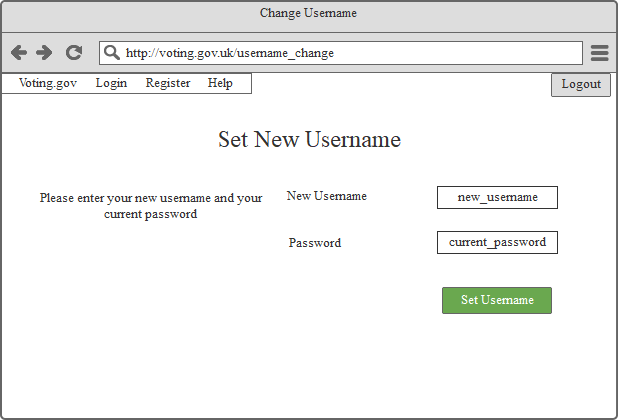 Change Username
http://voting.gov.uk/username_change
Voting.gov Login Register Help
Logout
Set New Username
Please enter your new username and your
current password
New Username
new_username
Password
current_password
Set Username